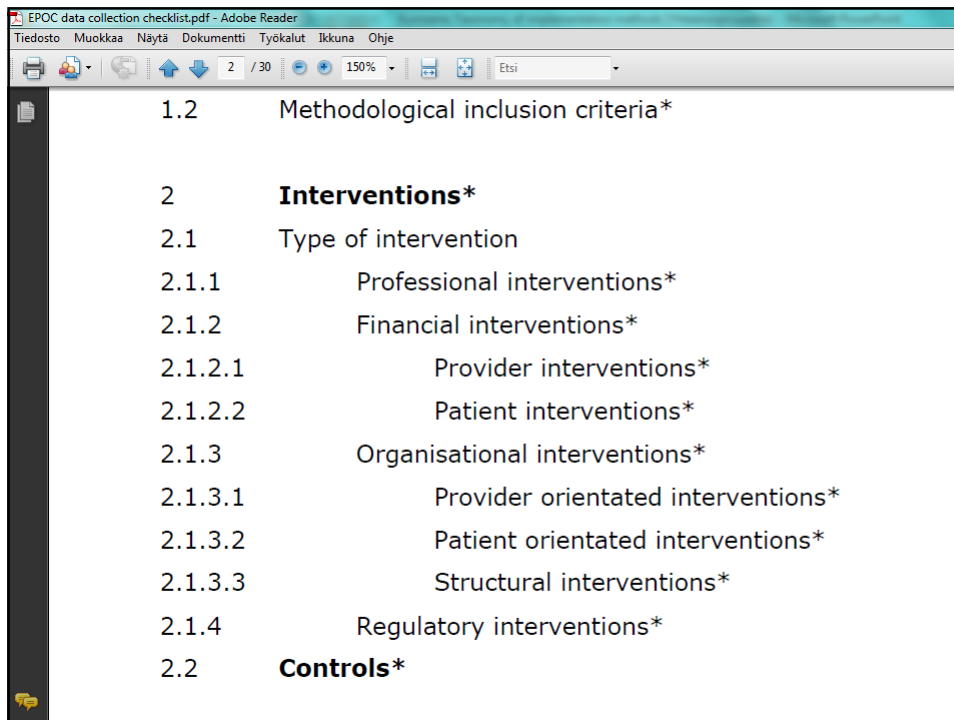 EPOC data collection checklist.pdf - Adobe Reader
Tiedosto Muokkaa Näytä Dokumentti Työkalut Ikkuna Ohje
2 / 30 150% Etsi
1.2 Methodological inclusion criteria*
2 Interventions*
2.1 Type of intervention
2.1.1 Professional interventions*
2.1.2 Financial interventions*
2.1.2.1 Provider interventions*
2.1.2.2 Patient interventions*
2.1.3 Organisational interventions*
2.1.3.1 Provider orientated interventions*
2.1.3.2 Patient orientated interventions*
2.1.3.3 Structural interventions*
2.1.4 Regulatory interventions*
2.2 Controls*